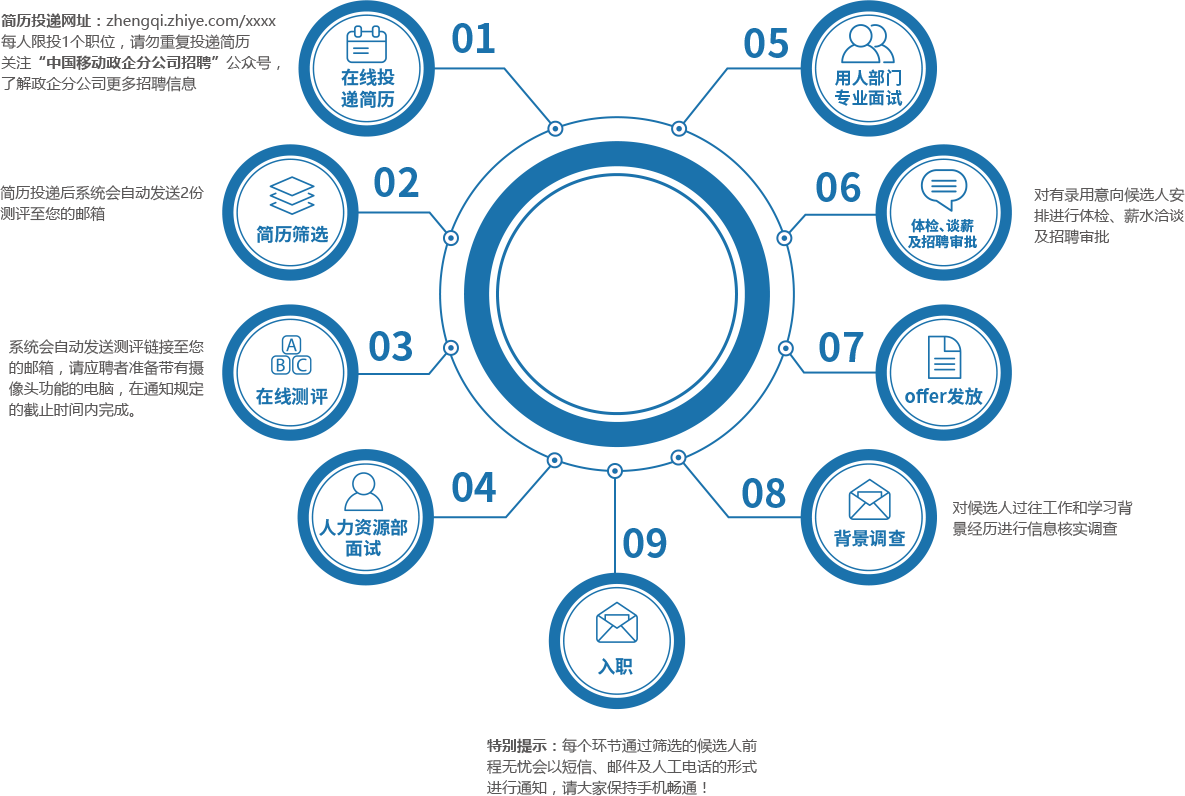 简历投递网址：zhengqi.zhiye.com/xxxx
每人限投1个职位，请勿重复投递简历
关注“中国移动政企分公司招聘”公众号，
了解政企分公司更多招聘信息
01
在线投
递简历
简历投递后系统会自动发送2份
测评至您的邮箱
02
简历筛选
系统会自动发送测评链接至您
的邮箱，请应聘者准备带有摄
像头功能的电脑，在通知规定
的截止时间内完成。
03
A
B C
在线测评
04
人力资源部
面试
05
用人部门
专业面试
06
体检、谈薪
及招聘审批
对有录用意向候选人安
排进行体检、薪水洽谈
及招聘审批
07
offer发放
08
背景调查
对候选人过往工作和学习背
景经历进行信息核实调查
09
入职
特别提示：每个环节通过筛选的候选人前
程无忧会以短信、邮件及人工电话的形式
进行通知，请大家保持手机畅通！